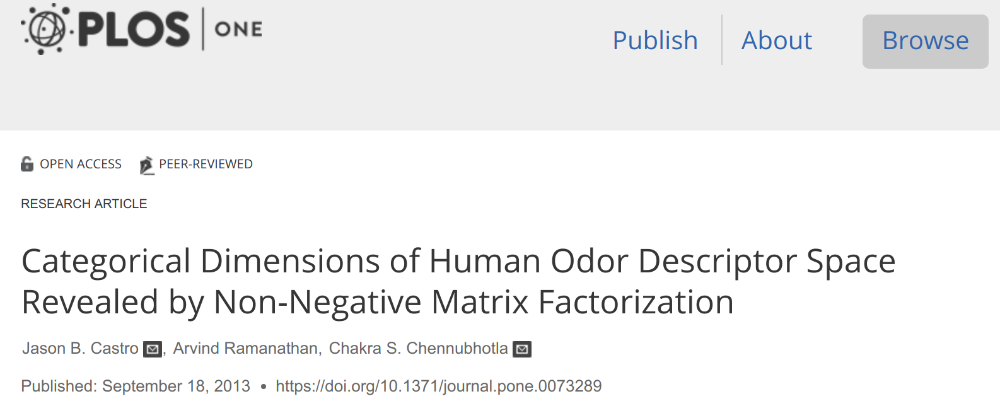 PLOS ONE
Publish About Browse
OPEN ACCESS PEER-REVIEWED
RESEARCH ARTICLE
Categorical Dimensions of Human Odor Descriptor Space
Revealed by Non-Negative Matrix Factorization
Jason B. Castro, Arvind Ramanathan, Chakra S. Chennubhotla
Published: September 18, 2013 • https://doi.org/10.1371/journal.pone.0073289